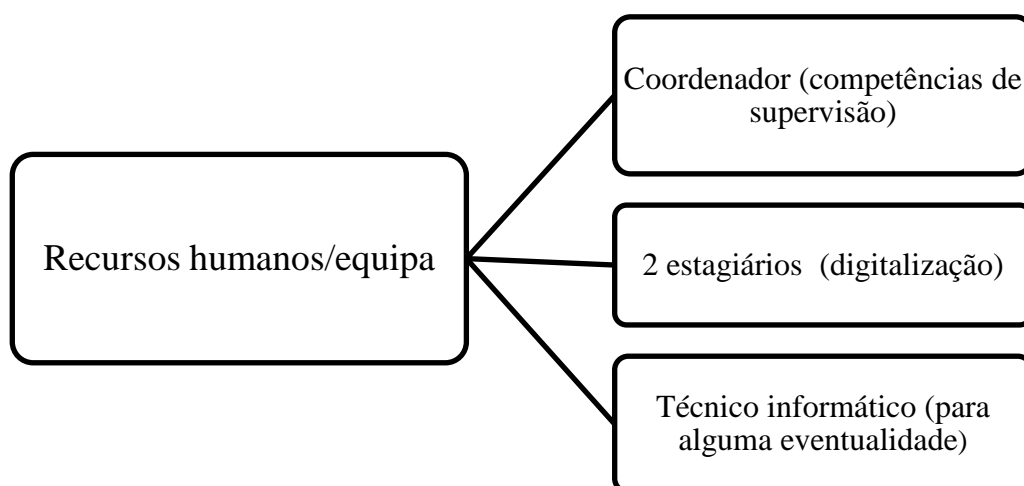 Recursos humanos/equipa
Coordenador (competências de
supervisão)
2 estagiários (digitalização)
Técnico informático (para
alguma eventualidade)